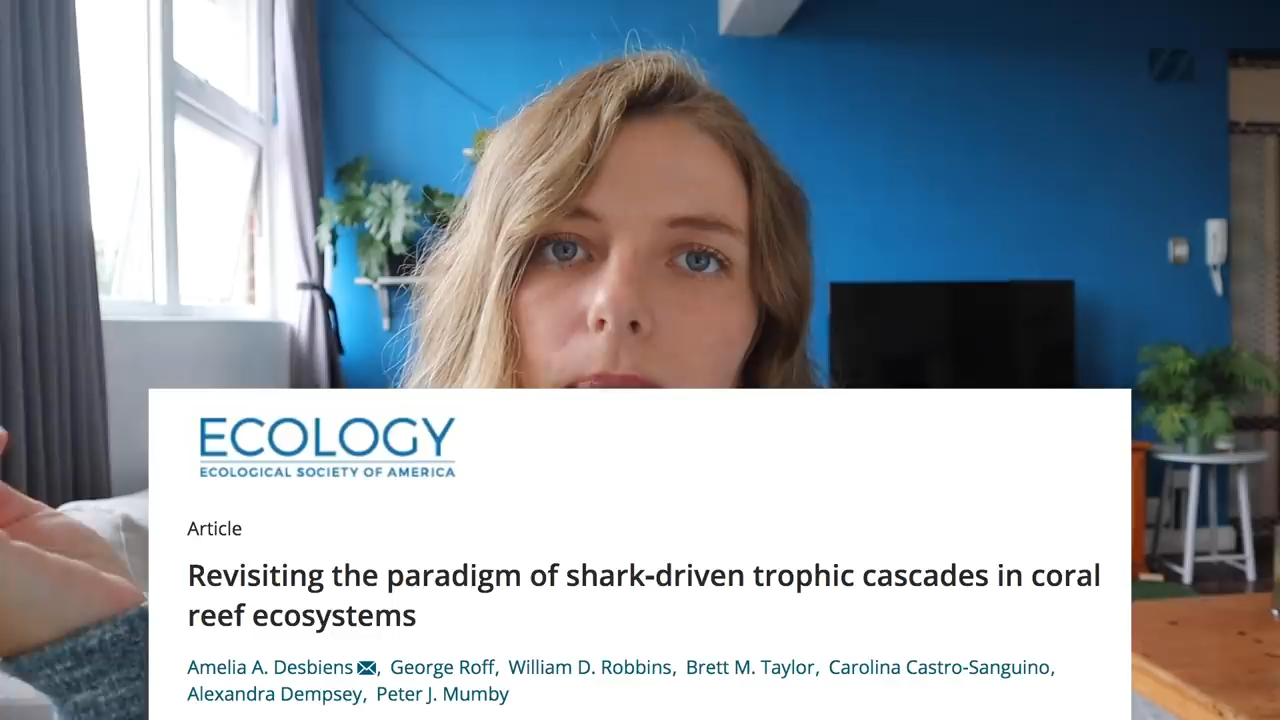 ECOLOGY
ECOLOGICAL SOCIETY OF AMERICA
Article
Revisiting the paradigm of shark-driven trophic cascades in coral
reef ecosystems
Amelia A. Desbiens, George Roff, William D. Robbins, Brett M. Taylor, Carolina Castro-Sanguino,
Alexandra Dempsey, Peter J. Mumby